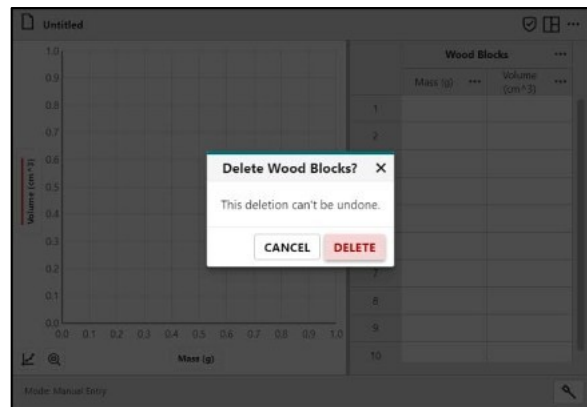 Untitled
Wood Blocks
Mass (g)
Volume
(cm^3)
1.0
0.9
0.8
0.7
0.6
0.5
0.4
0.3
0.2
0.1
0.0
Volume (cm^3)
0.0 0.1 0.2 0.3 0.4 0.5 0.6 0.7 0.8 0.9 1.0
Mass (g)
1
2
7
8
9
10
Delete Wood Blocks? ×
This deletion can't be undone.
CANCEL DELETE
Mode: Manual Entry